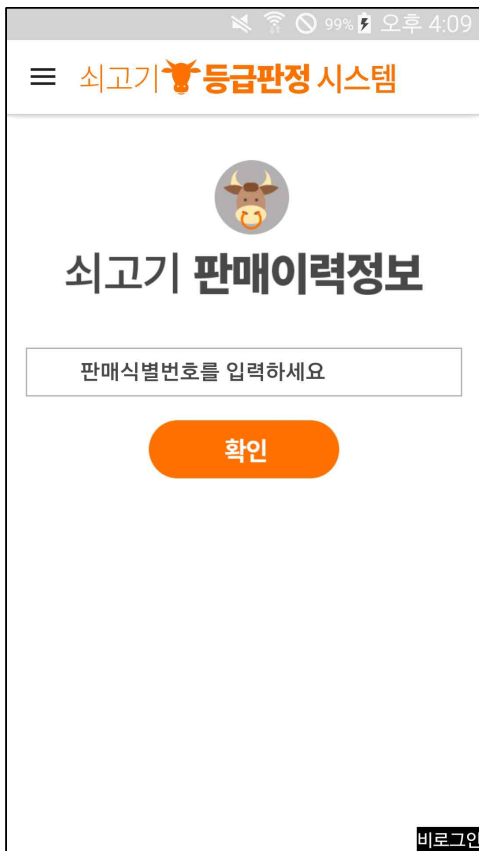 99% 오후 4:09
쇠고기 등급판정 시스템
쇠고기 판매이력정보
판매식별번호를 입력하세요
확인
비로그인